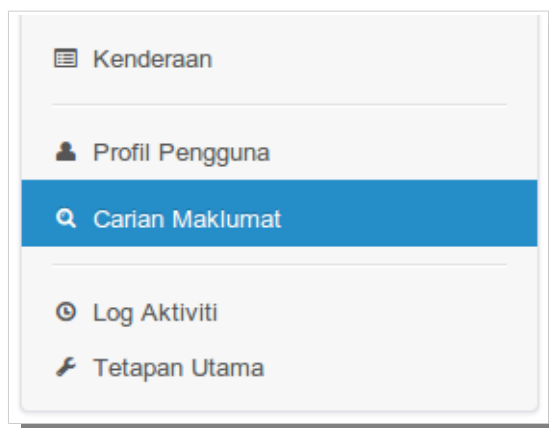 Kenderaan
Profil Pengguna
Carian Maklumat
Log Aktiviti
Tetapan Utama